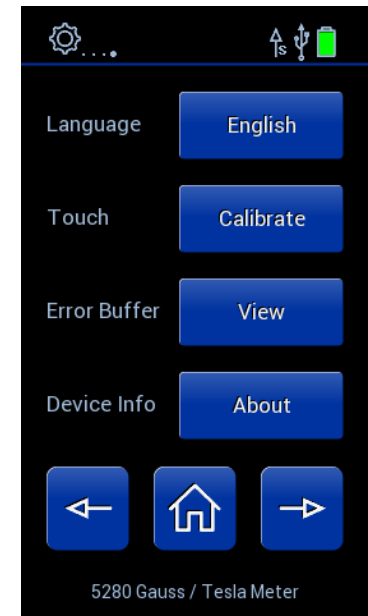 s
Language English
Touch Calibrate
Error Buffer View
Device Info About
5280 Gauss / Tesla Meter